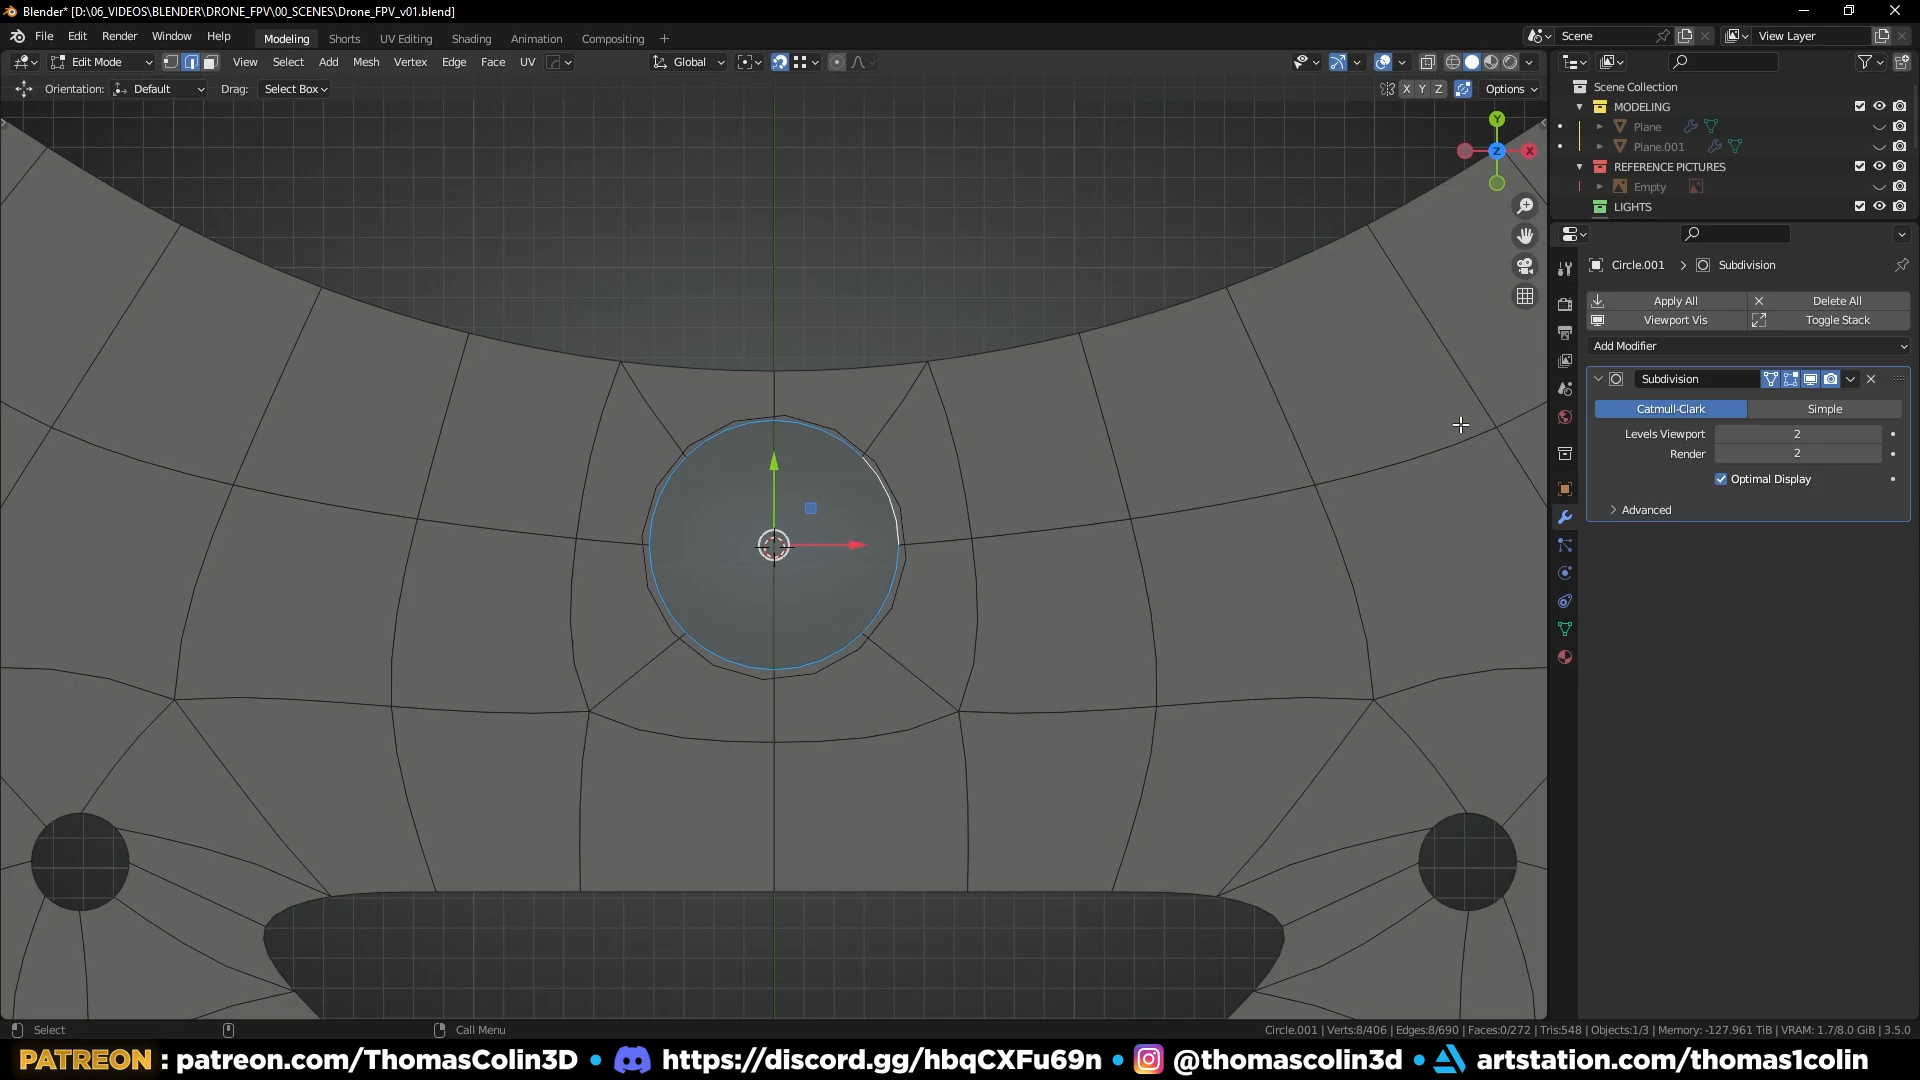 Blender* [D:\06_VIDEOS\BLENDER\DRONE_FPV\00_SCENES\Drone_FPV_v01.blend]
File Edit Render Window Help Modeling Shorts UV Editing Shading Animation Compositing + Scene View Layer
Edit Mode View Select Add Mesh Vertex Edge Face UV Global
Orientation: Default Drag: Select Box X Y Z Options
Scene Collection
MODELING
Plane
Plane.001
REFERENCE PICTURES
Empty
LIGHTS
Y
Z X
Circle.001 > Subdivision
Apply All Delete All
Viewport Vis Toggle Stack
Add Modifier
Subdivision
Catmull-Clark Simple
Levels Viewport 2
Render 2
Optimal Display
Advanced
Select Call Menu Circle.001 | Verts:8/406 | Edges:8/690 | Faces:0/272 | Tris:548 | Objects:1/3 | Memory: -127.961 TiB | VRAM: 1.7/8.0 GiB | 3.5.0
PATREON : patreon.com/ThomasColin3D • https://discord.gg/hbqCXFu69n • @thomascolin3d • artstation.com/thomas1colin